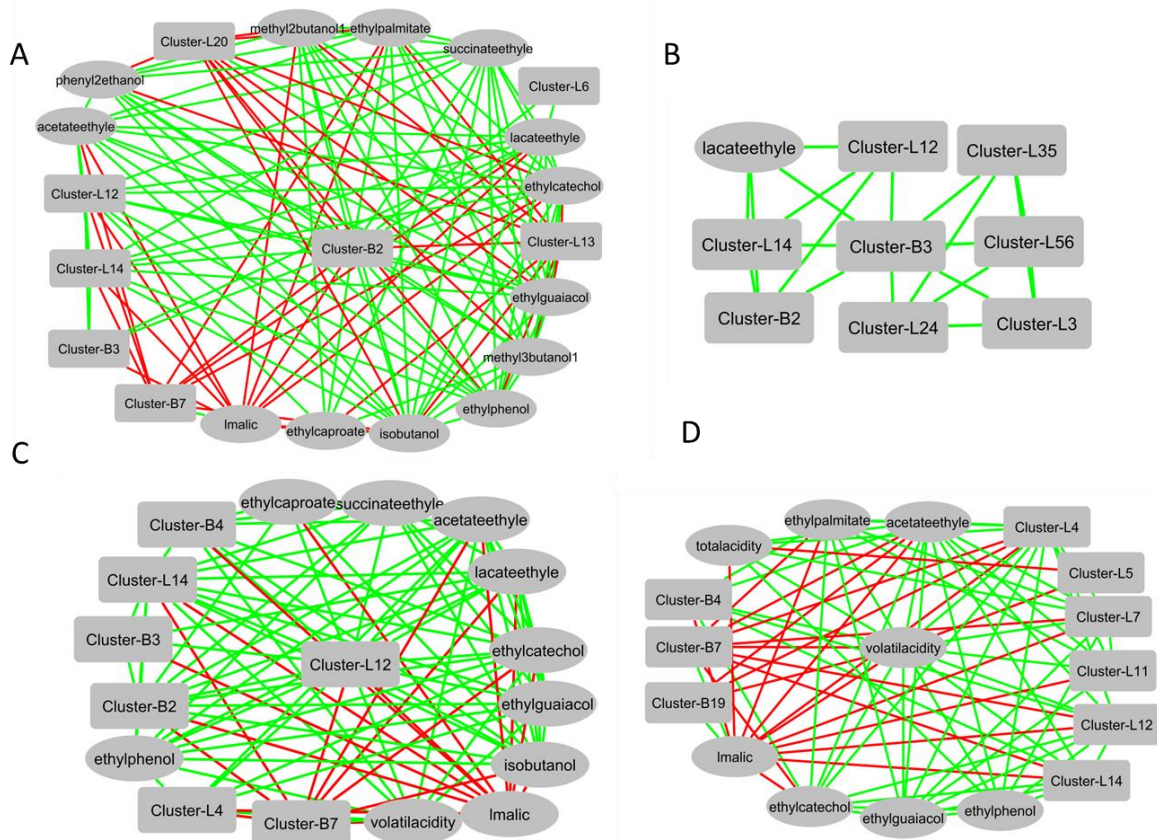 A
B
Cluster-L20
methyl2butanol1
ethylpalmitate
succinateethyle
phenyl2ethanol
Cluster-L6
acetateethyle
lacateethyle
ethylcatechol
Cluster-L12
Cluster-B2
Cluster-L13
Cluster-L14
ethylguaiacol
Cluster-B3
methyl3butanol1
Cluster-B7
lmalic
ethylcaproate
isobutanol
ethylphenol
lacateethyle
Cluster-L12
Cluster-L35
Cluster-L14
Cluster-B3
Cluster-L56
Cluster-B2
Cluster-L24
Cluster-L3
C
D
ethylcaproate
succinateethyle
Cluster-B4
acetateethyle
Cluster-L14
lacateethyle
Cluster-B3
ethylcatechol
Cluster-L12
Cluster-B2
ethylguaiacol
ethylphenol
isobutanol
Cluster-L4
Cluster-B7
volatilacidity
lmalic
ethylpalmitate
acetateethyle
Cluster-L4
totalacidity
Cluster-L5
Cluster-B4
Cluster-L7
Cluster-B7
volatilacidity
Cluster-L11
Cluster-B19
Cluster-L12
lmalic
Cluster-L14
ethylcatechol
ethylguaiacol
ethylphenol